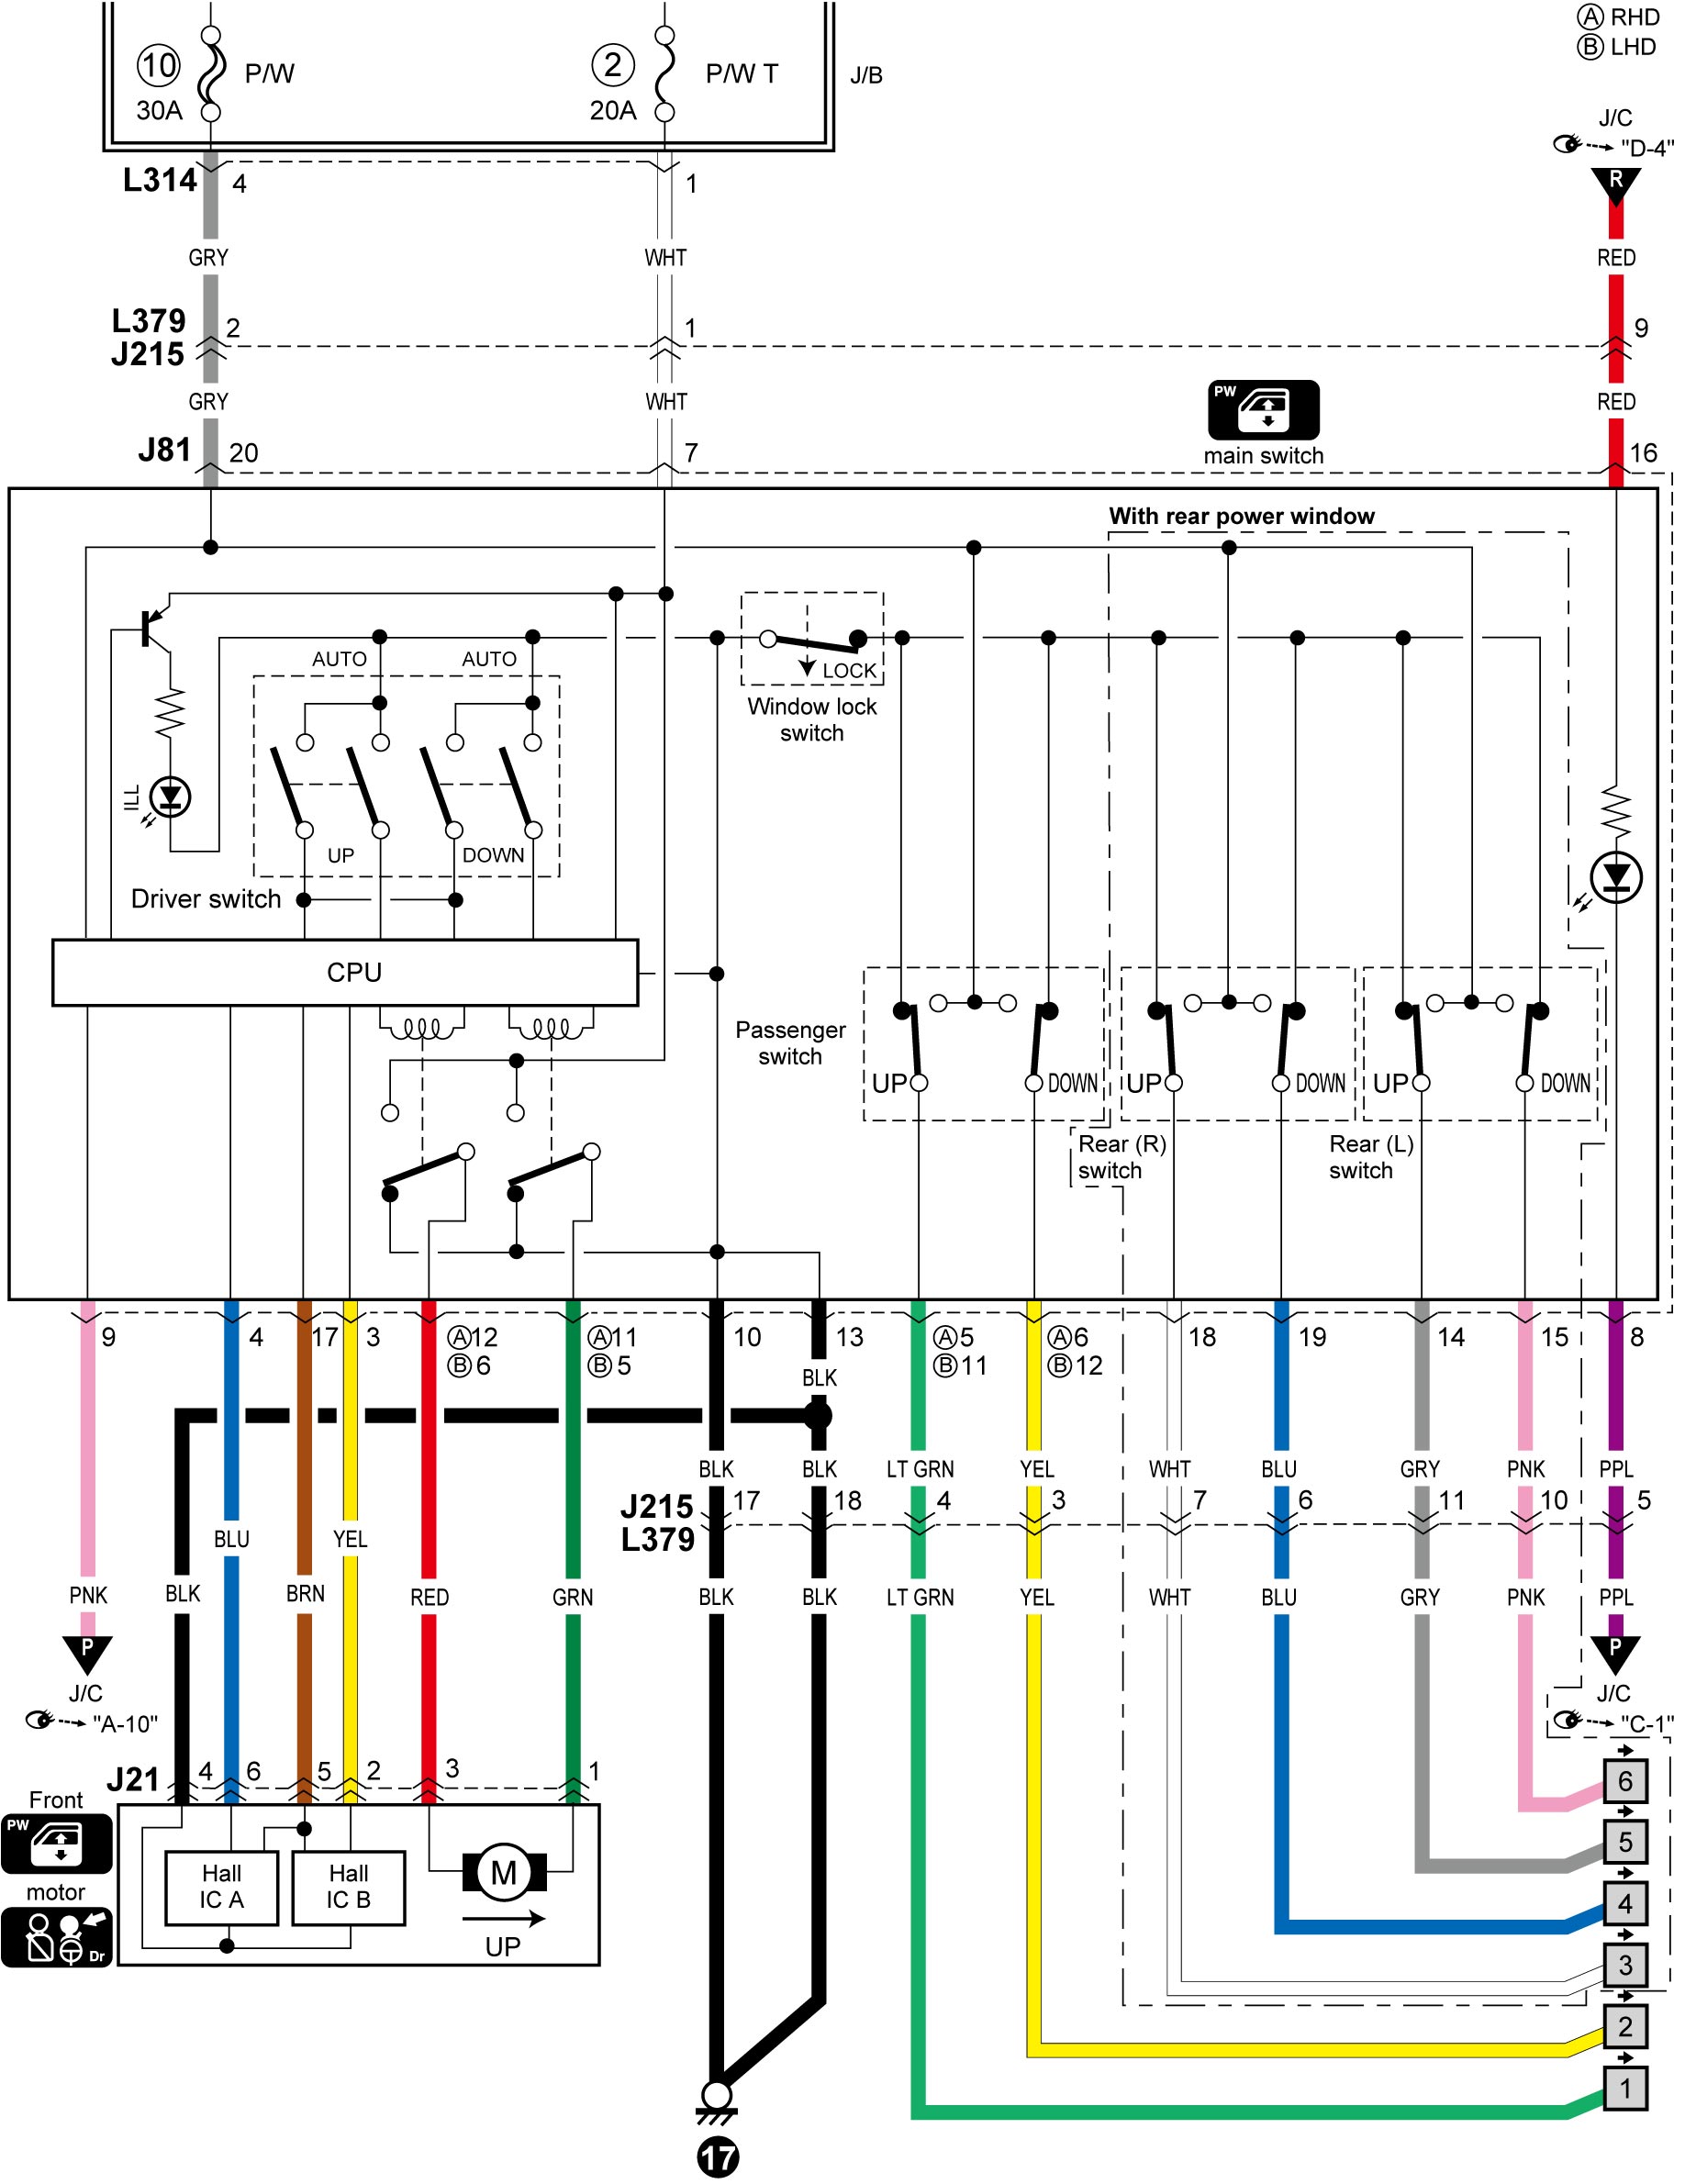 Ⓐ RHD
Ⓑ LHD
10 P/W
30A
2 P/W T
20A
J/B
J/C
"D-4"
R
L314 4 1
GRY WHT RED
L379 2 1 9
J215
GRY WHT RED
PW
main switch
J81 20 7 16
With rear power window
AUTO AUTO
LOCK
Window lock
switch
ILL
UP DOWN
Driver switch
CPU
Passenger
switch
UP DOWN UP DOWN UP DOWN
Rear (R)
switch
Rear (L)
switch
9 4 17 3 Ⓐ12 Ⓐ11 10 13 Ⓐ5 Ⓐ6 18 19 14 15 8
Ⓑ6 Ⓑ5 Ⓑ11 Ⓑ12
BLK
BLK BLK LT GRN YEL WHT BLU GRY PNK PPL
J215 17 18 4 3 7 6 11 10 5
L379
BLU YEL
PNK BLK BRN RED GRN BLK BLK LT GRN YEL WHT BLU GRY PNK PPL
P P
J/C J/C
"A-10" "C-1"
J21 4 6 5 2 3 1
Front
PW
motor
Dr
Hall
IC A
Hall
IC B
M
UP
6
5
4
3
2
1
17